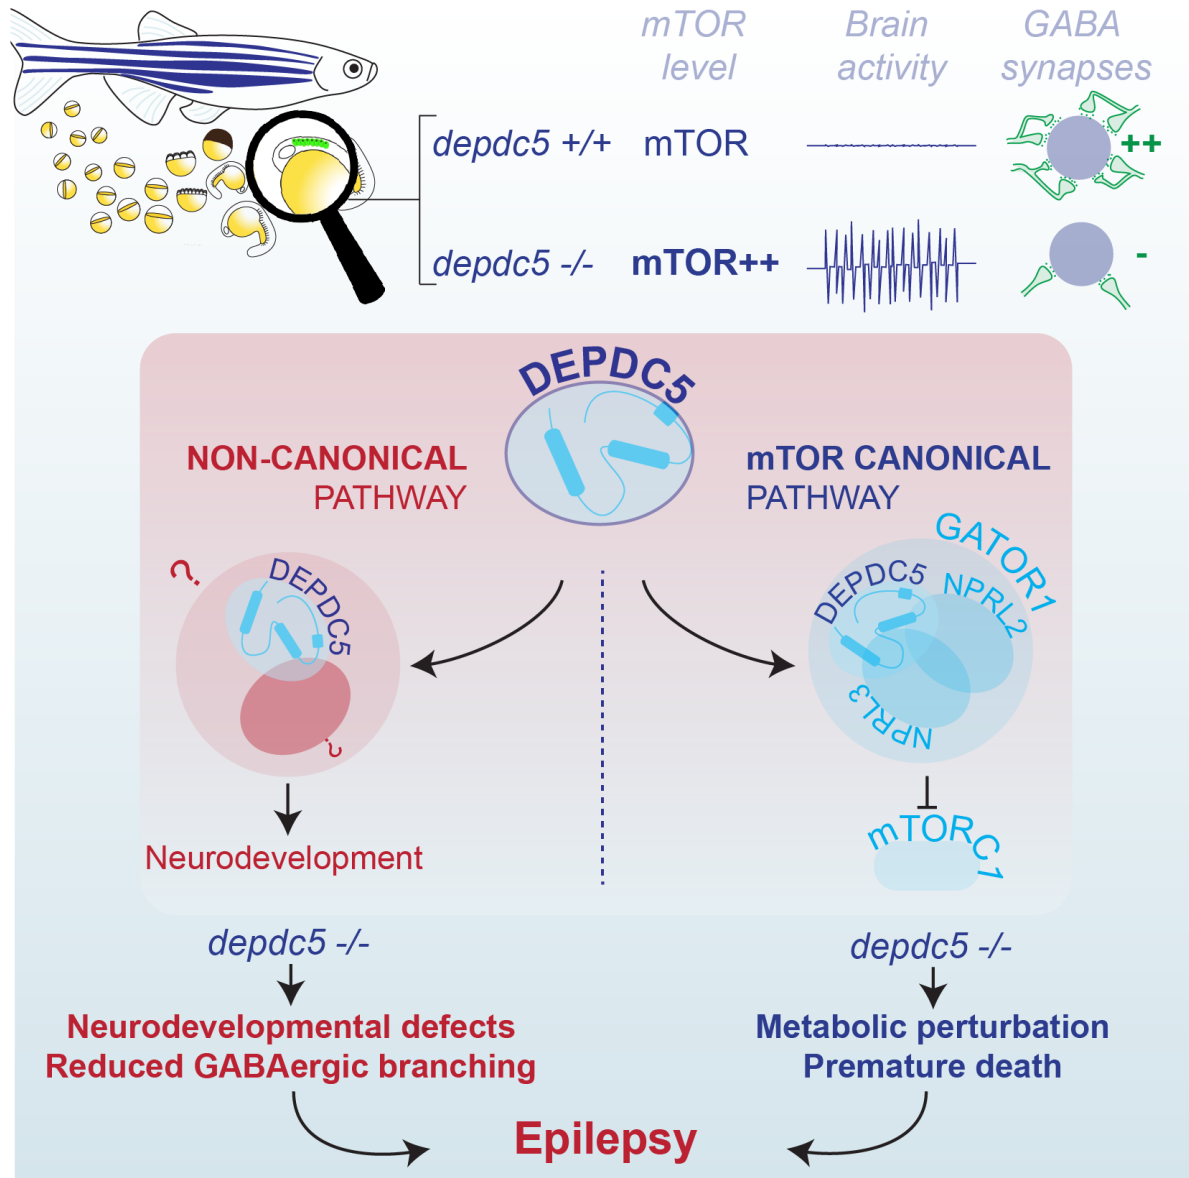 mTOR level
Brain activity
GABA synapses
depdc5 +/+ mTOR ++
depdc5 -/- mTOR++ -
DEPDC5
NON-CANONICAL PATHWAY
mTOR CANONICAL PATHWAY
?
DEPDC5
?
GATOR1
DEPDC5
NPRL2
NPRL3
Neurodevelopment
mTORC1
depdc5 -/-
depdc5 -/-
Neurodevelopmental defects
Reduced GABAergic branching
Metabolic perturbation
Premature death
Epilepsy